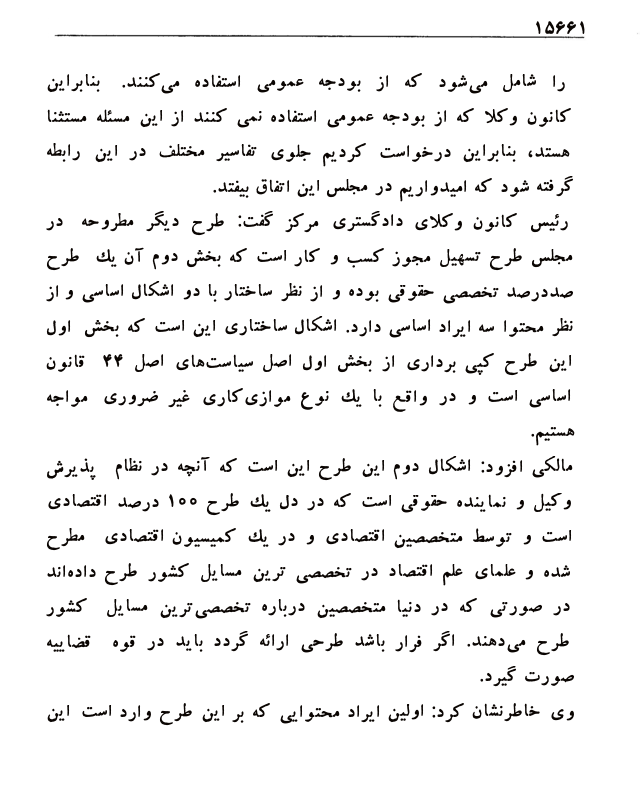 ۱۵۶۶۱
را شامل می‌شود که از بودجه عمومی استفاده می‌کنند. بنابراین
کانون وکلا که از بودجه عمومی استفاده نمی کنند از این مسئله مستثنا
هستد، بنابراین درخواست کردیم جلوی تفاسیر مختلف در این رابطه
گرفته شود که امیدواریم در مجلس این اتفاق بیفتد.
رئیس کانون وکلای دادگستری مرکز گفت: طرح دیگر مطروحه در
مجلس طرح تسهیل مجوز کسب و کار است که بخش دوم آن یك طرح
صددرصد تخصصی حقوقی بوده و از نظر ساختار با دو اشکال اساسی و از
نظر محتوا سه ایراد اساسی دارد. اشکال ساختاری این است که بخش اول
این طرح کپی برداری از بخش اول اصل سیاست‌های اصل ۴۴ قانون
اساسی است و در واقع با یك نوع موازی‌کاری غیر ضروری مواجه
هستیم.
مالکی افزود: اشکال دوم این طرح این است که آنچه در نظام پذیرش
وکیل و نماینده حقوقی است که در دل یك طرح ۱۰۰ درصد اقتصادی
است و توسط متخصصین اقتصادی و در یك کمیسیون اقتصادی مطرح
شده و علمای علم اقتصاد در تخصصی ترین مسایل کشور طرح داده‌اند
در صورتی که در دنیا متخصصین درباره تخصصی‌ترین مسایل کشور
طرح می‌دهند. اگر فرار باشد طرحی ارائه گردد باید در قوه قضاییه
صورت گیرد.
وی خاطرنشان کرد: اولین ایراد محتوایی که بر این طرح وارد است این